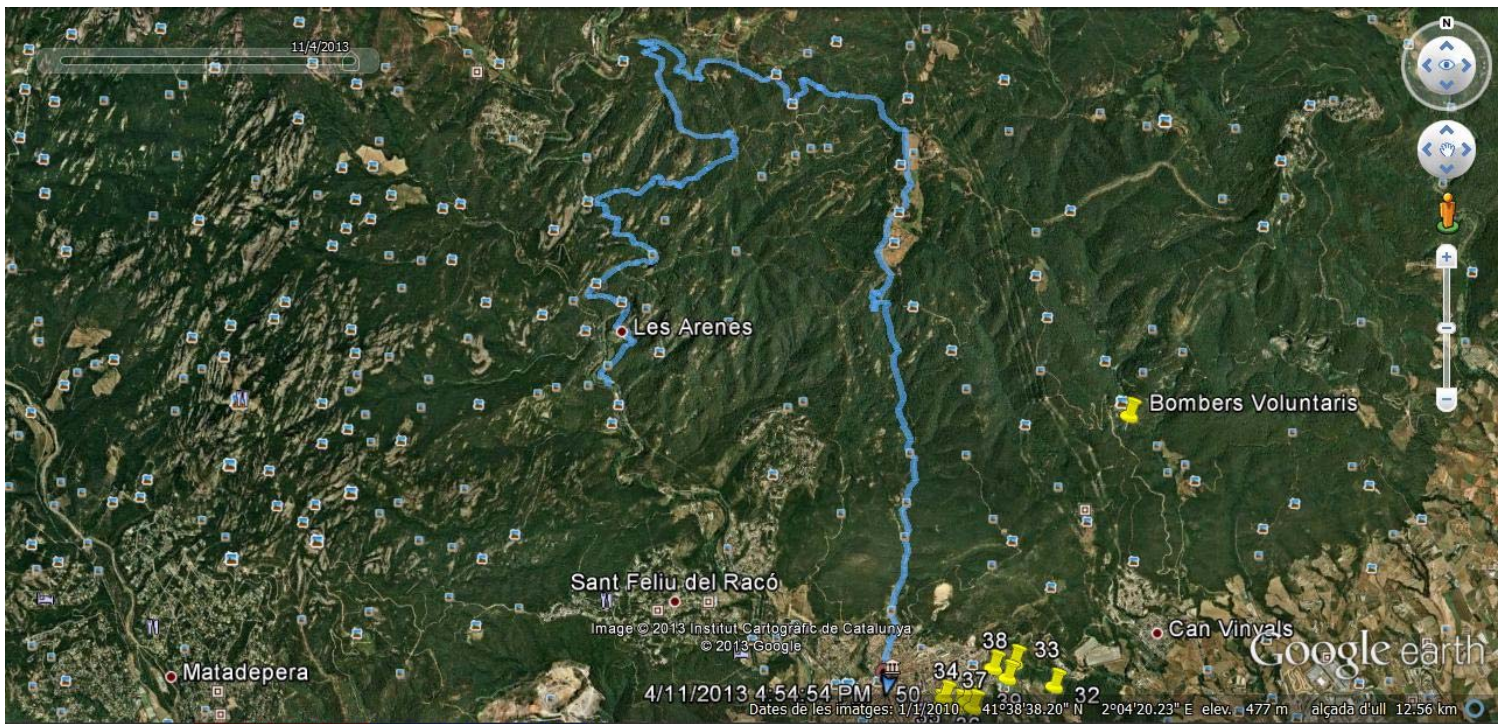 11/4/2013
N
Les Arenes
Bombers Voluntaris
Sant Feliu del Racó
Image © 2013 Institut Cartogràfic de Catalunya
© 2013 Google
Can Vinyals
Google earth
Matadepera
38
33
34
37
32
39
36
4/11/2013 4:54:54 PM
50
Dates de les imatges: 1/1/2010 41°38'38.20" N 2°04'20.23" E elev. 477 m alçada d'ull 12.56 km